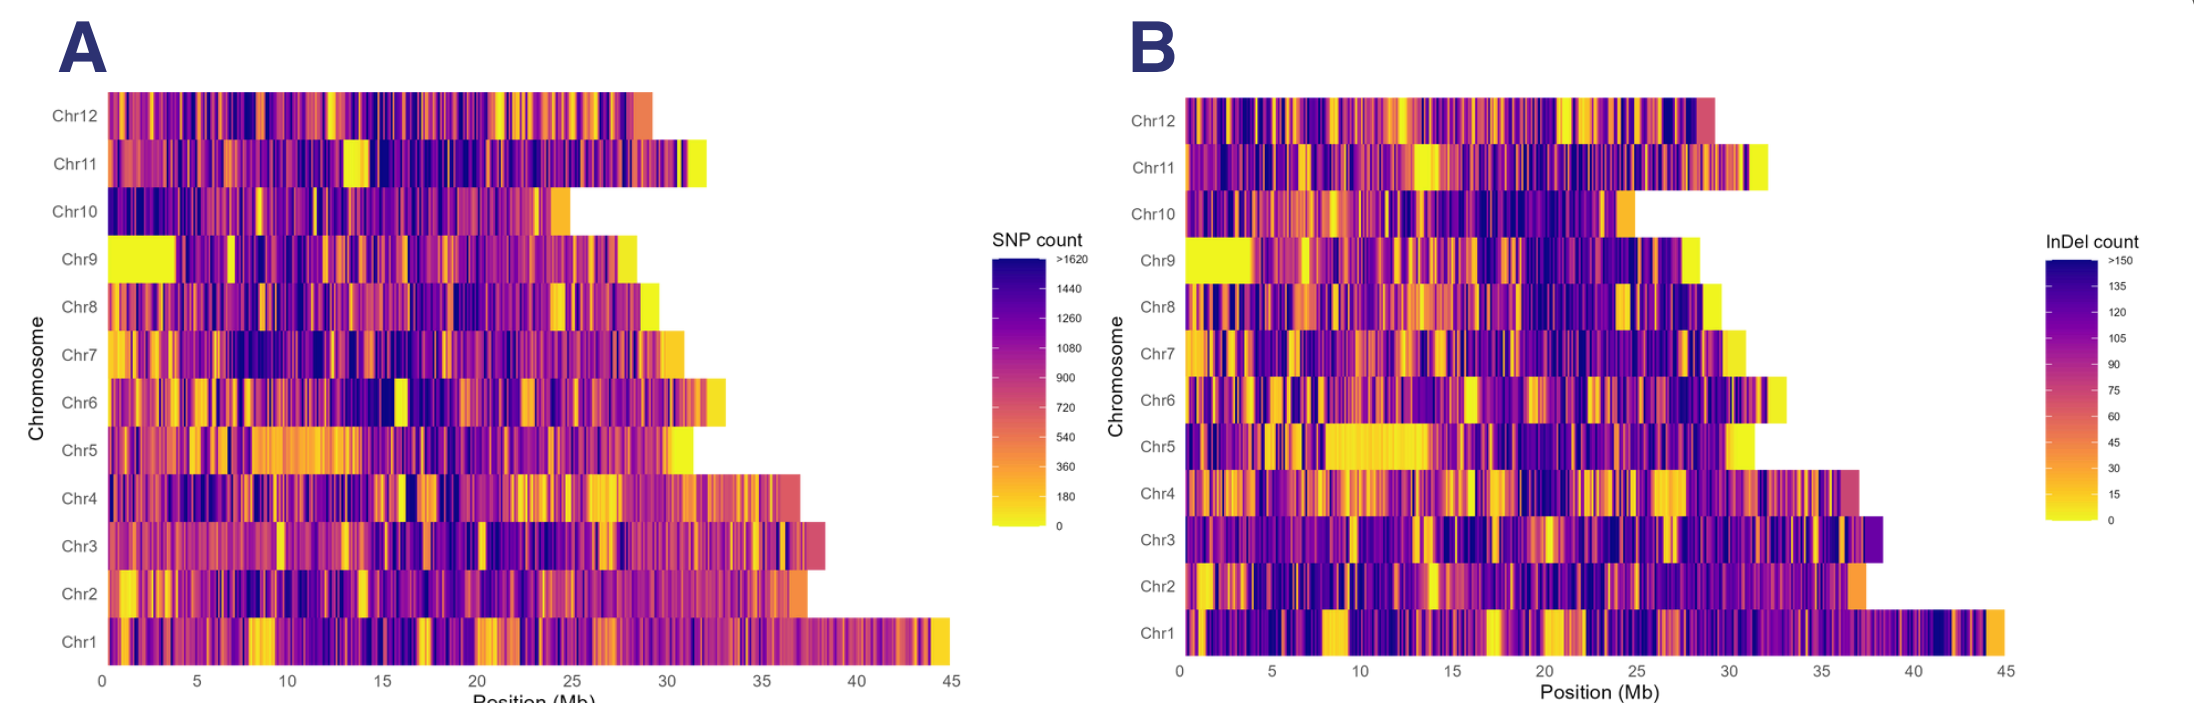 A
Chr12
Chr11
Chr10
Chr9
Chr8
Chr7
Chr6
Chr5
Chr4
Chr3
Chr2
Chr1
Chromosome
0 5 10 15 20 25 30 35 40 45
Position (Mb)
SNP count
>1620
1440
1260
1080
900
720
540
360
180
0
B
Chr12
Chr11
Chr10
Chr9
Chr8
Chr7
Chr6
Chr5
Chr4
Chr3
Chr2
Chr1
Chromosome
0 5 10 15 20 25 30 35 40 45
Position (Mb)
InDel count
>150
135
120
105
90
75
60
45
30
15
0